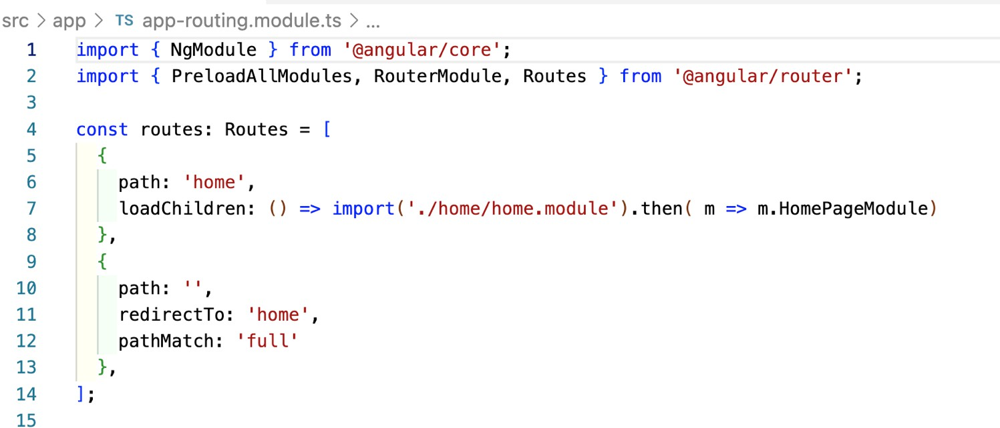 src > app > TS app-routing.module.ts > ...
1 import { NgModule } from '@angular/core';
2 import { PreloadAllModules, RouterModule, Routes } from '@angular/router';
3
4 const routes: Routes = [
5   {
6     path: 'home',
7     loadChildren: () => import('./home/home.module').then( m => m.HomePageModule)
8   },
9   {
10     path: '',
11     redirectTo: 'home',
12     pathMatch: 'full'
13   },
14 ];
15